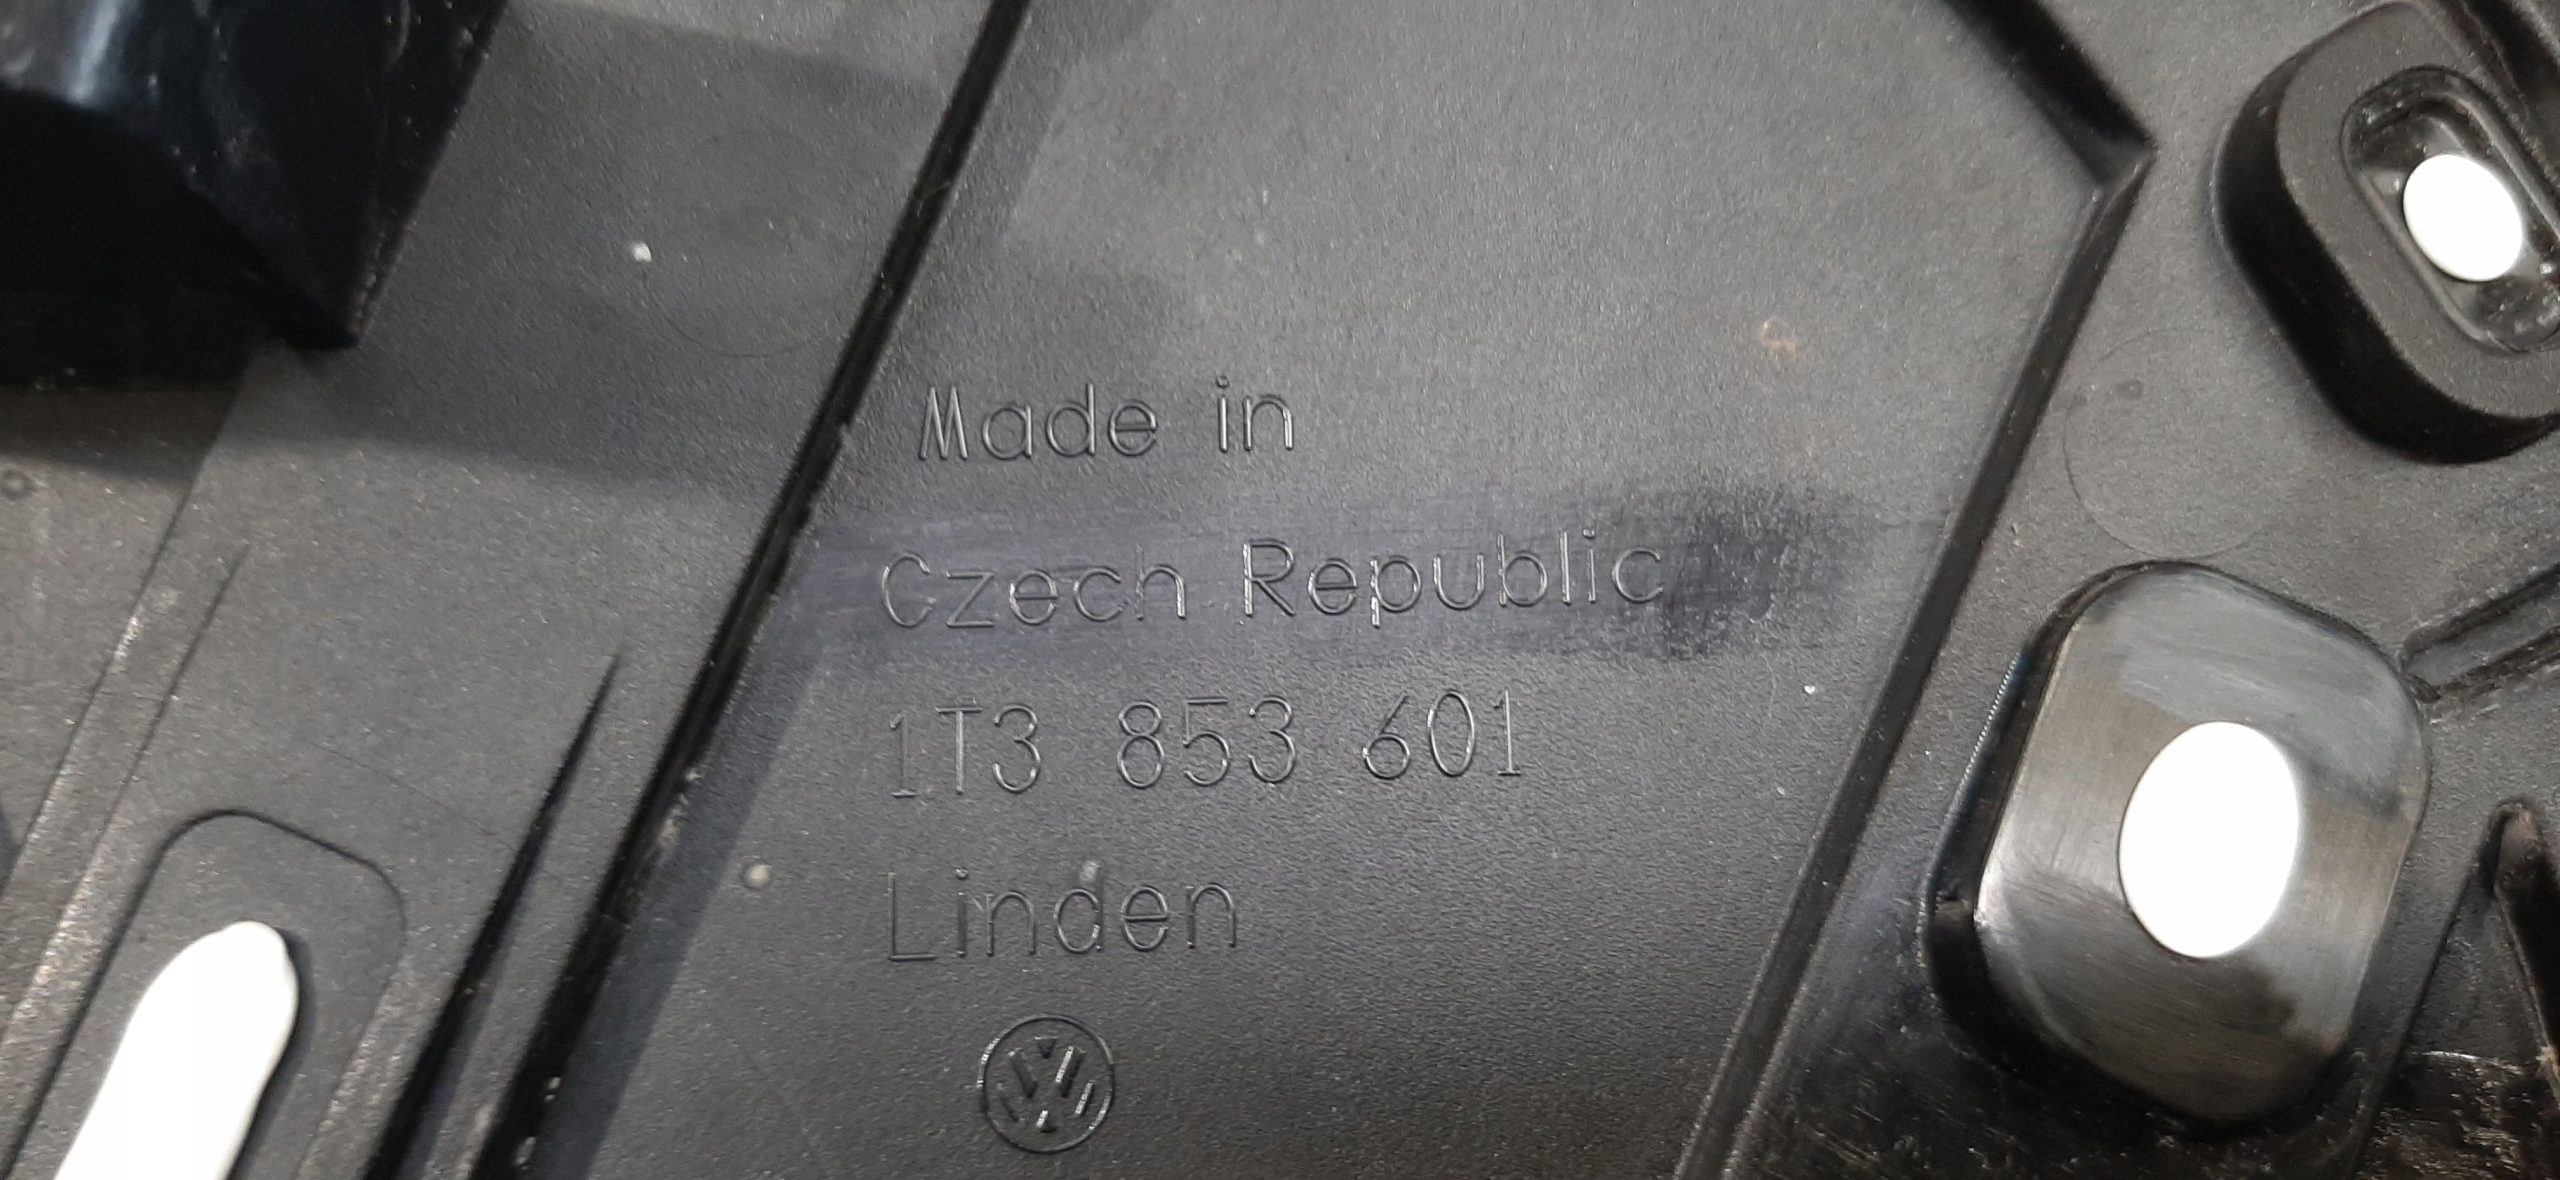 Made in
Czech Republic
1T3 853 601
Linden